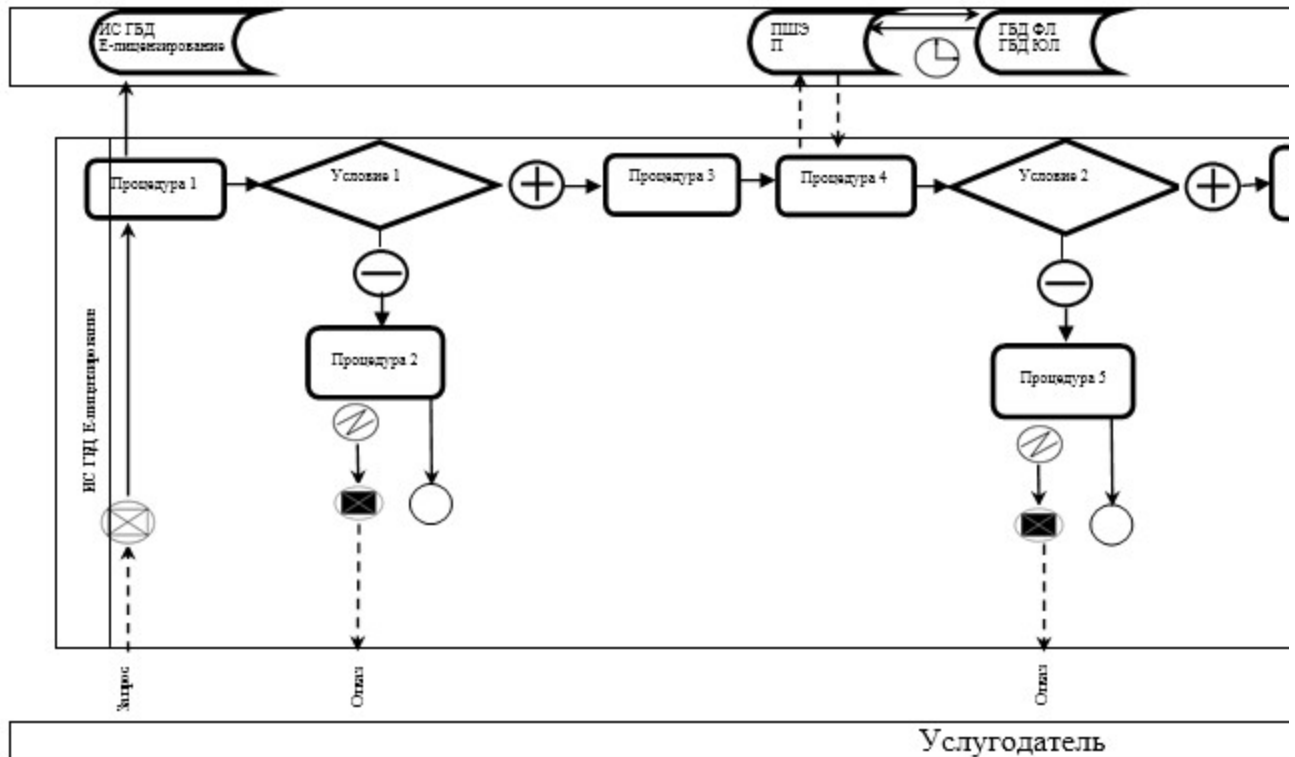 ИС ГБД
Е-лицензирование
ПШЭ
П
ГБД ФЛ
ГБД ЮЛ
Процедура 1
Условие 1
Процедура 3
Процедура 4
Условие 2
Процедура 2
Процедура 5
ИС ГБД Е-лицензирование
Запрос
Отказ
Отказ
Услугодатель